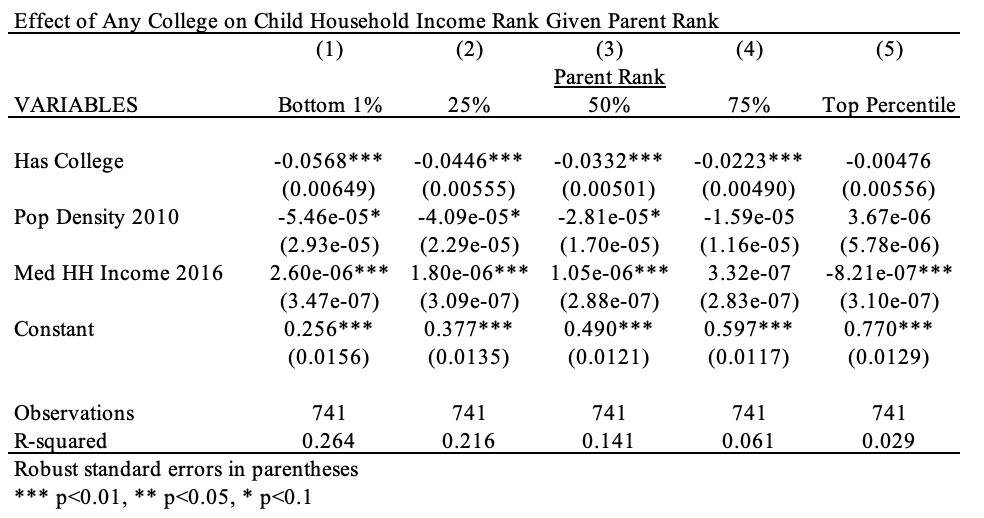 Effect of Any College on Child Household Income Rank Given Parent Rank
(1) (2) (3) (4) (5)
Parent Rank
VARIABLES Bottom 1% 25% 50% 75% Top Percentile
Has College -0.0568*** -0.0446*** -0.0332*** -0.0223*** -0.00476
(0.00649) (0.00555) (0.00501) (0.00490) (0.00556)
Pop Density 2010 -5.46e-05* -4.09e-05* -2.81e-05* -1.59e-05 3.67e-06
(2.93e-05) (2.29e-05) (1.70e-05) (1.16e-05) (5.78e-06)
Med HH Income 2016 2.60e-06*** 1.80e-06*** 1.05e-06*** 3.32e-07 -8.21e-07***
(3.47e-07) (3.09e-07) (2.88e-07) (2.83e-07) (3.10e-07)
Constant 0.256*** 0.377*** 0.490*** 0.597*** 0.770***
(0.0156) (0.0135) (0.0121) (0.0117) (0.0129)
Observations 741 741 741 741 741
R-squared 0.264 0.216 0.141 0.061 0.029
Robust standard errors in parentheses
*** p<0.01, ** p<0.05, * p<0.1